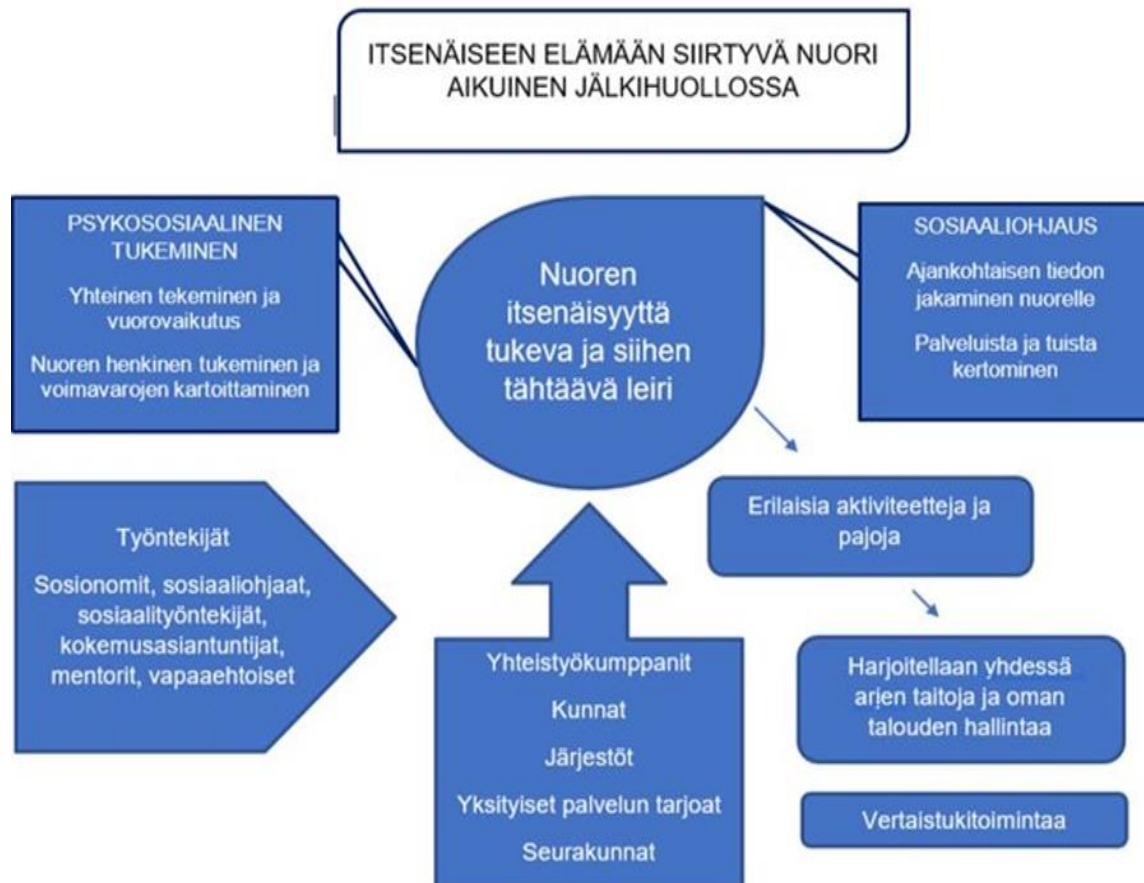 ITSENÄISEEN ELÄMÄÄN SIIRTYVÄ NUORI
AIKUINEN JÄLKIHUOLLOSSA
PSYKOSOSIAALINEN
TUKEMINEN
Yhteinen tekeminen ja
vuorovaikutus
Nuoren henkinen tukeminen ja
voimavarojen kartoittaminen
Nuoren
itsenäisyyttä
tukeva ja siihen
tähtäävä leiri
SOSIAALIOHJAUS
Ajankohtaisen tiedon
jakaminen nuorelle
Palveluista ja tuista
kertominen
Työntekijät
Sosionomit, sosiaaliohjaat,
sosiaalityöntekijät,
kokemusasiantuntijat,
mentorit, vapaaehtoiset
Yhteistyökumppanit
Kunnat
Järjestöt
Yksityiset palvelun tarjoat
Seurakunnat
Erilaisia aktiviteetteja ja
pajoja
Harjoitellaan yhdessä
arjen taitoja ja oman
talouden hallintaa
Vertaistukitoimintaa